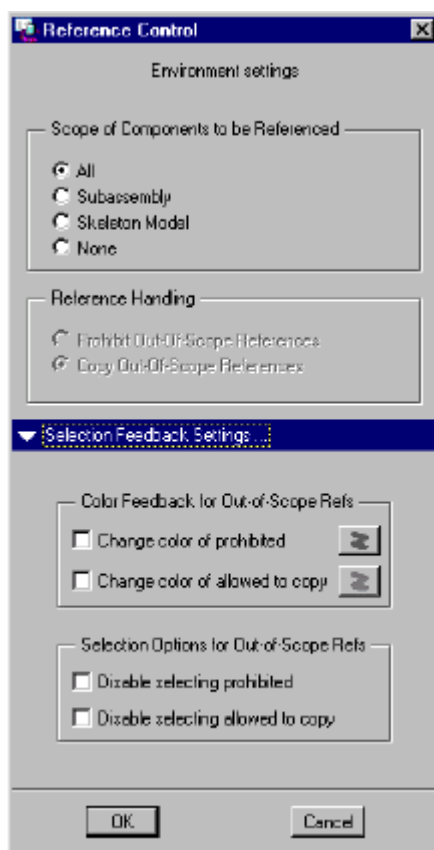 Reference Control
Environment settings
Scope of Components to be Referenced
All
Subassembly
Skeleton Model
None
Reference Handling
Prohibit Out-Of-Scope References
Copy Out-Of-Scope References
Selection Feedback Settings ...
Color Feedback for Out-of-Scope Refs
Change color of prohibited
Change color of allowed to copy
Selection Options for Out-of-Scope Refs
Disable selecting prohibited
Disable selecting allowed to copy
OK Cancel